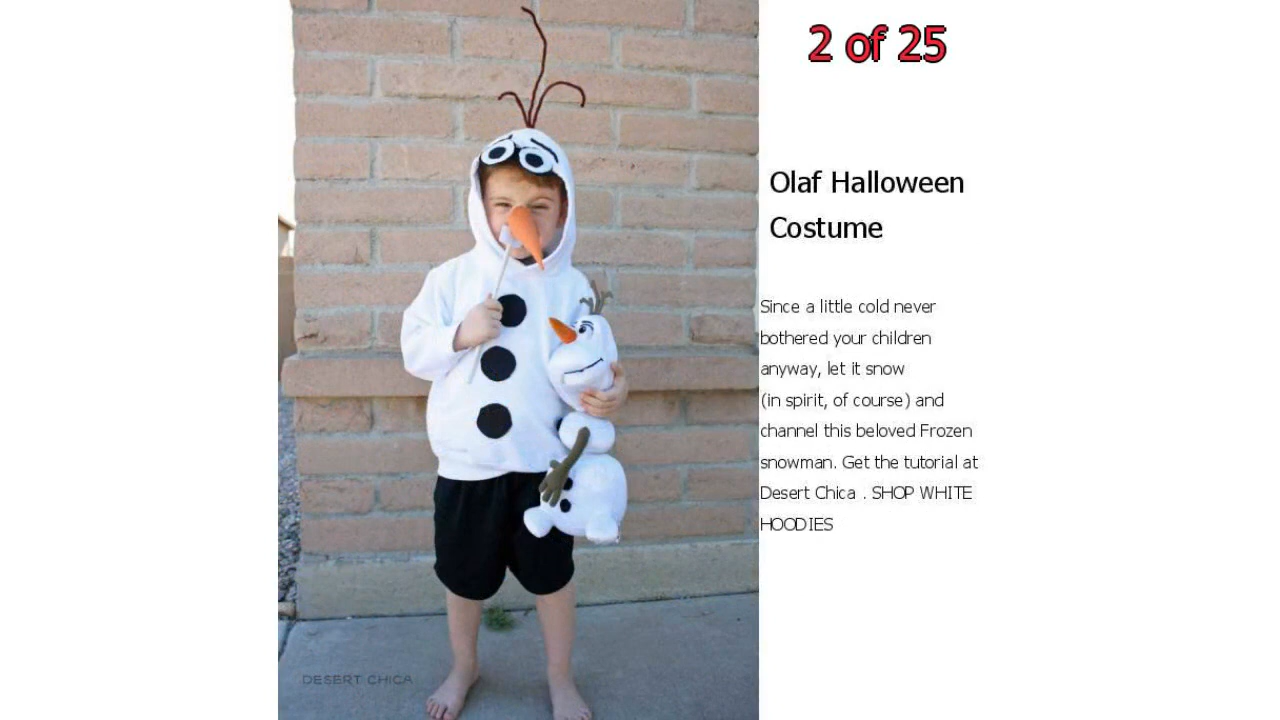 2 of 25
Olaf Halloween
Costume
Since a little cold never
bothered your children
anyway, let it snow
(in spirit, of course) and
channel this beloved Frozen
snowman. Get the tutorial at
Desert Chica . SHOP WHITE
HOODIES
DESERT CHICA